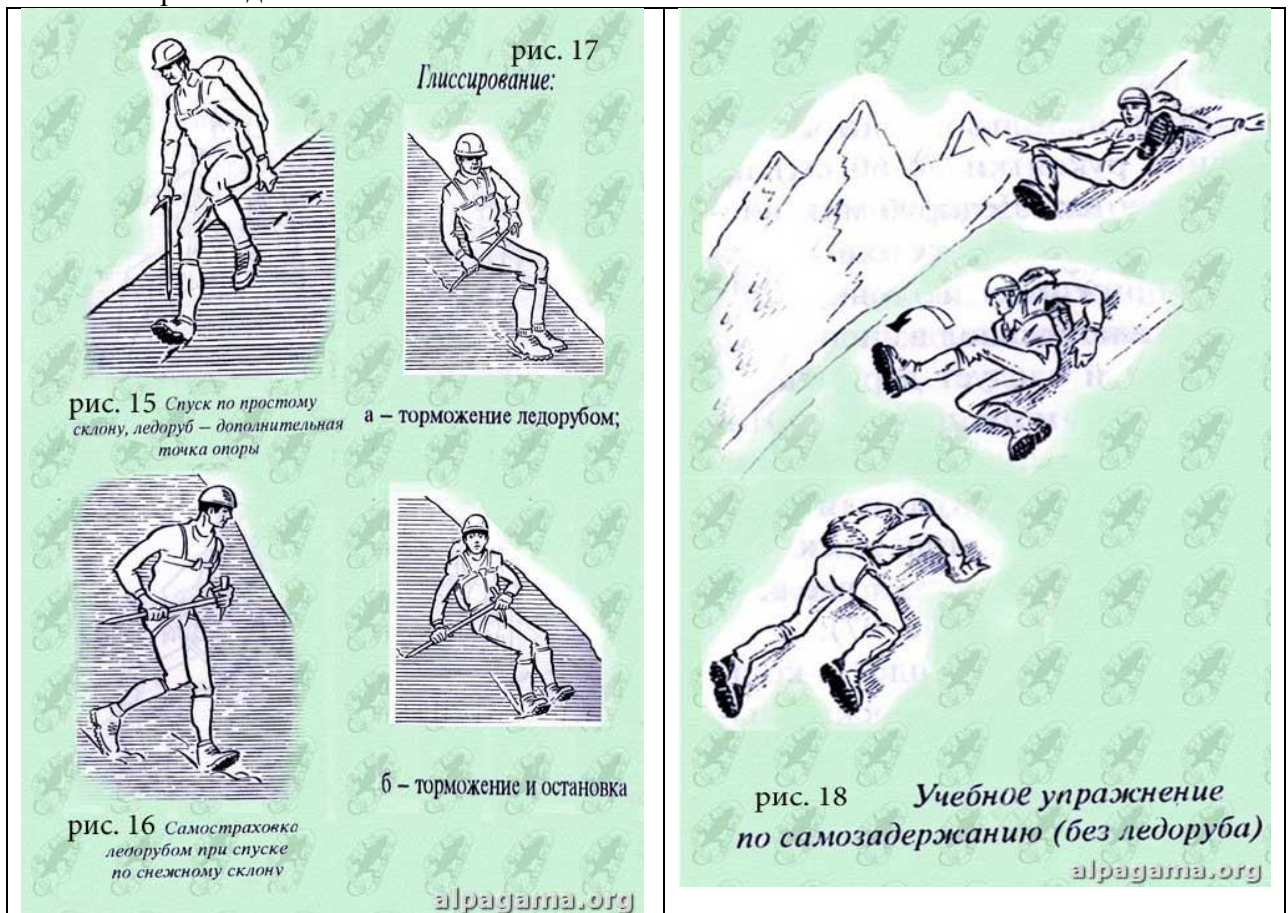 рис. 17
Глиссирование:
рис. 15 Спуск по простому
склону, ледоруб – дополнительная
точка опоры
а – торможение ледорубом;
рис. 16 Самостраховка
ледорубом при спуске
по снежному склону
б – торможение и остановка
alpagama.org
рис. 18 Учебное упражнение
по самозадержанию (без ледоруба)
alpagama.org